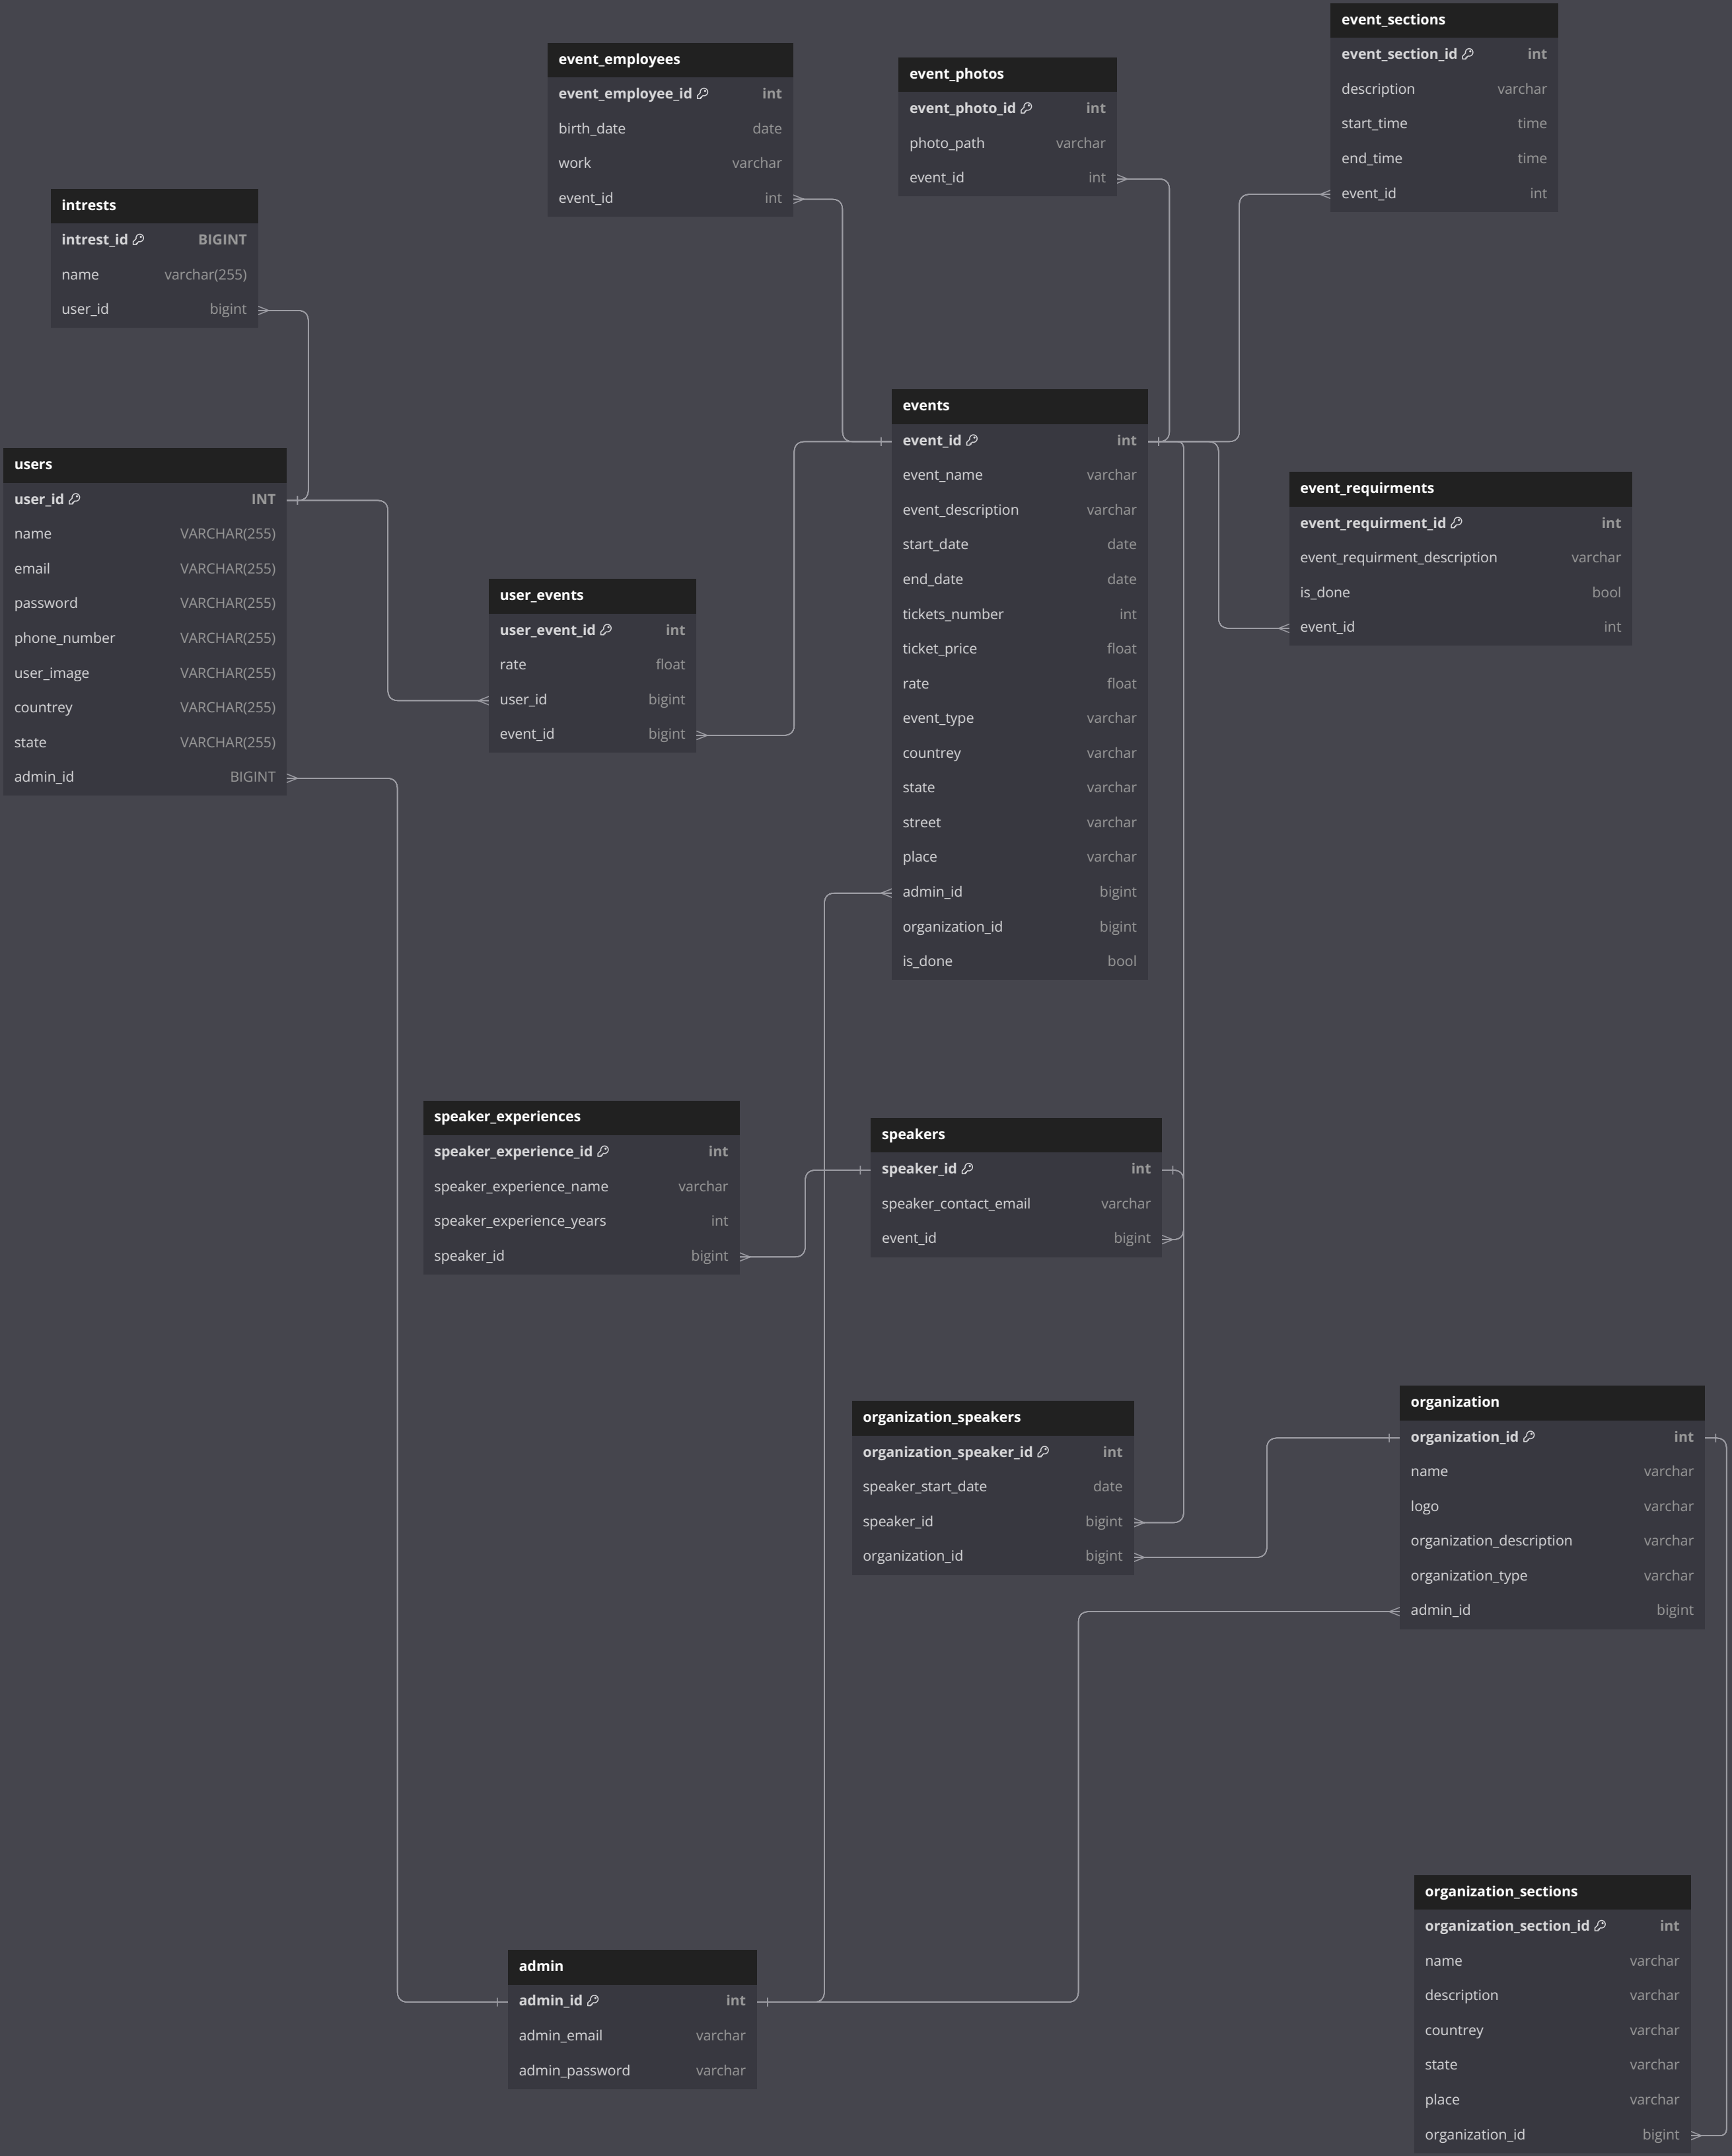 event_sections
event_section_id int
description varchar
start_time time
end_time time
event_id int
event_employees
event_employee_id int
birth_date date
work varchar
event_id int
event_photos
event_photo_id int
photo_path varchar
event_id int
intrests
intrest_id BIGINT
name varchar(255)
user_id bigint
events
event_id int
event_name varchar
event_description varchar
start_date date
end_date date
tickets_number int
ticket_price float
rate float
event_type varchar
countrey varchar
state varchar
street varchar
place varchar
admin_id bigint
organization_id bigint
is_done bool
users
user_id INT
name VARCHAR(255)
email VARCHAR(255)
password VARCHAR(255)
phone_number VARCHAR(255)
user_image VARCHAR(255)
countrey VARCHAR(255)
state VARCHAR(255)
admin_id BIGINT
event_requirments
event_requirment_id int
event_requirment_description varchar
is_done bool
event_id int
user_events
user_event_id int
rate float
user_id bigint
event_id bigint
speaker_experiences
speaker_experience_id int
speaker_experience_name varchar
speaker_experience_years int
speaker_id bigint
speakers
speaker_id int
speaker_contact_email varchar
event_id bigint
organization
organization_id int
name varchar
logo varchar
organization_description varchar
organization_type varchar
admin_id bigint
organization_speakers
organization_speaker_id int
speaker_start_date date
speaker_id bigint
organization_id bigint
organization_sections
organization_section_id int
name varchar
description varchar
countrey varchar
state varchar
place varchar
organization_id bigint
admin
admin_id int
admin_email varchar
admin_password varchar